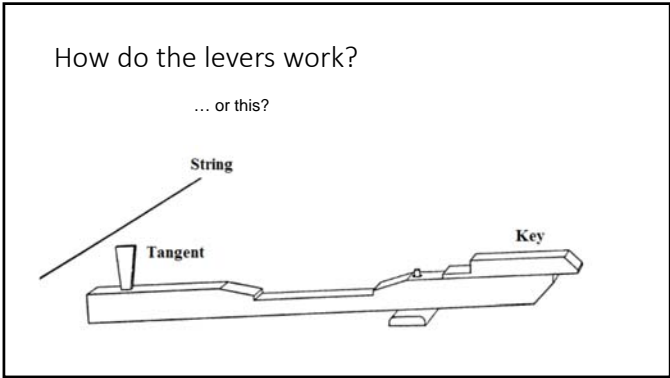 How do the levers work?
… or this?
String
Tangent
Key